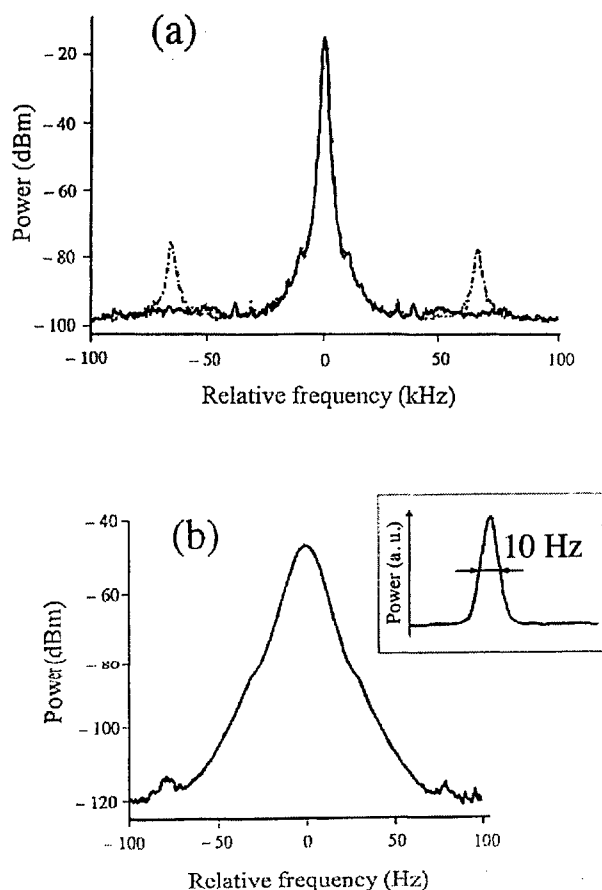 (a)
Power (dBm)
− 20
− 40
− 60
− 80
− 100
− 100
− 50
0
50
100
Relative frequency (kHz)
(b)
Power (dBm)
− 40
− 60
− 80
− 100
− 120
− 100
− 50
0
50
100
Relative frequency (Hz)
Power (a. u.)
10 Hz